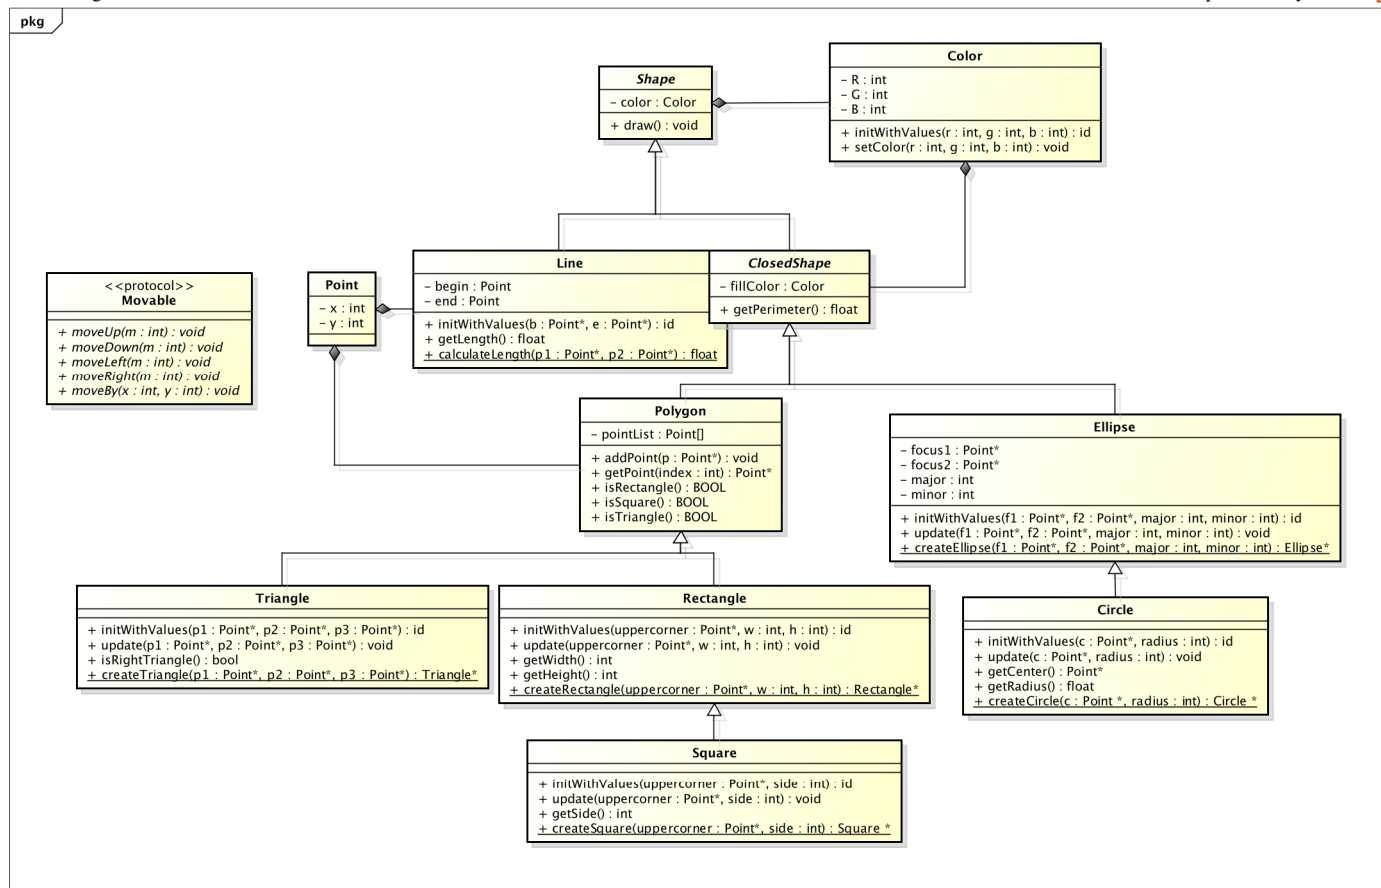 pkg
Shape
– color : Color
+ draw() : void
Color
– R : int
– G : int
– B : int
+ initWithValues(r : int, g : int, b : int) : id
+ setColor(r : int, g : int, b : int) : void
<<protocol>>
Movable
+ moveUp(m : int) : void
+ moveDown(m : int) : void
+ moveLeft(m : int) : void
+ moveRight(m : int) : void
+ moveBy(x : int, y : int) : void
Point
– x : int
– y : int
Line
– begin : Point
– end : Point
+ initWithValues(b : Point*, e : Point*) : id
+ getLength() : float
+ calculateLength(p1 : Point*, p2 : Point*) : float
ClosedShape
– fillColor : Color
+ getPerimeter() : float
Polygon
– pointList : Point[]
+ addPoint(p : Point*) : void
+ getPoint(index : int) : Point*
+ isRectangle() : BOOL
+ isSquare() : BOOL
+ isTriangle() : BOOL
Ellipse
– focus1 : Point*
– focus2 : Point*
– major : int
– minor : int
+ initWithValues(f1 : Point*, f2 : Point*, major : int, minor : int) : id
+ update(f1 : Point*, f2 : Point*, major : int, minor : int) : void
+ createEllipse(f1 : Point*, f2 : Point*, major : int, minor : int) : Ellipse*
Triangle
+ initWithValues(p1 : Point*, p2 : Point*, p3 : Point*) : id
+ update(p1 : Point*, p2 : Point*, p3 : Point*) : void
+ isRightTriangle() : bool
+ createTriangle(p1 : Point*, p2 : Point*, p3 : Point*) : Triangle*
Rectangle
+ initWithValues(uppercorner : Point*, w : int, h : int) : id
+ update(uppercorner : Point*, w : int, h : int) : void
+ getWidth() : int
+ getHeight() : int
+ createRectangle(uppercorner : Point*, w : int, h : int) : Rectangle*
Circle
+ initWithValues(c : Point*, radius : int) : id
+ update(c : Point*, radius : int) : void
+ getCenter() : Point*
+ getRadius() : float
+ createCircle(c : Point *, radius : int) : Circle *
Square
+ initWithValues(uppercorner : Point*, side : int) : id
+ update(uppercorner : Point*, side : int) : void
+ getSide() : int
+ createSquare(uppercorner : Point*, side : int) : Square *